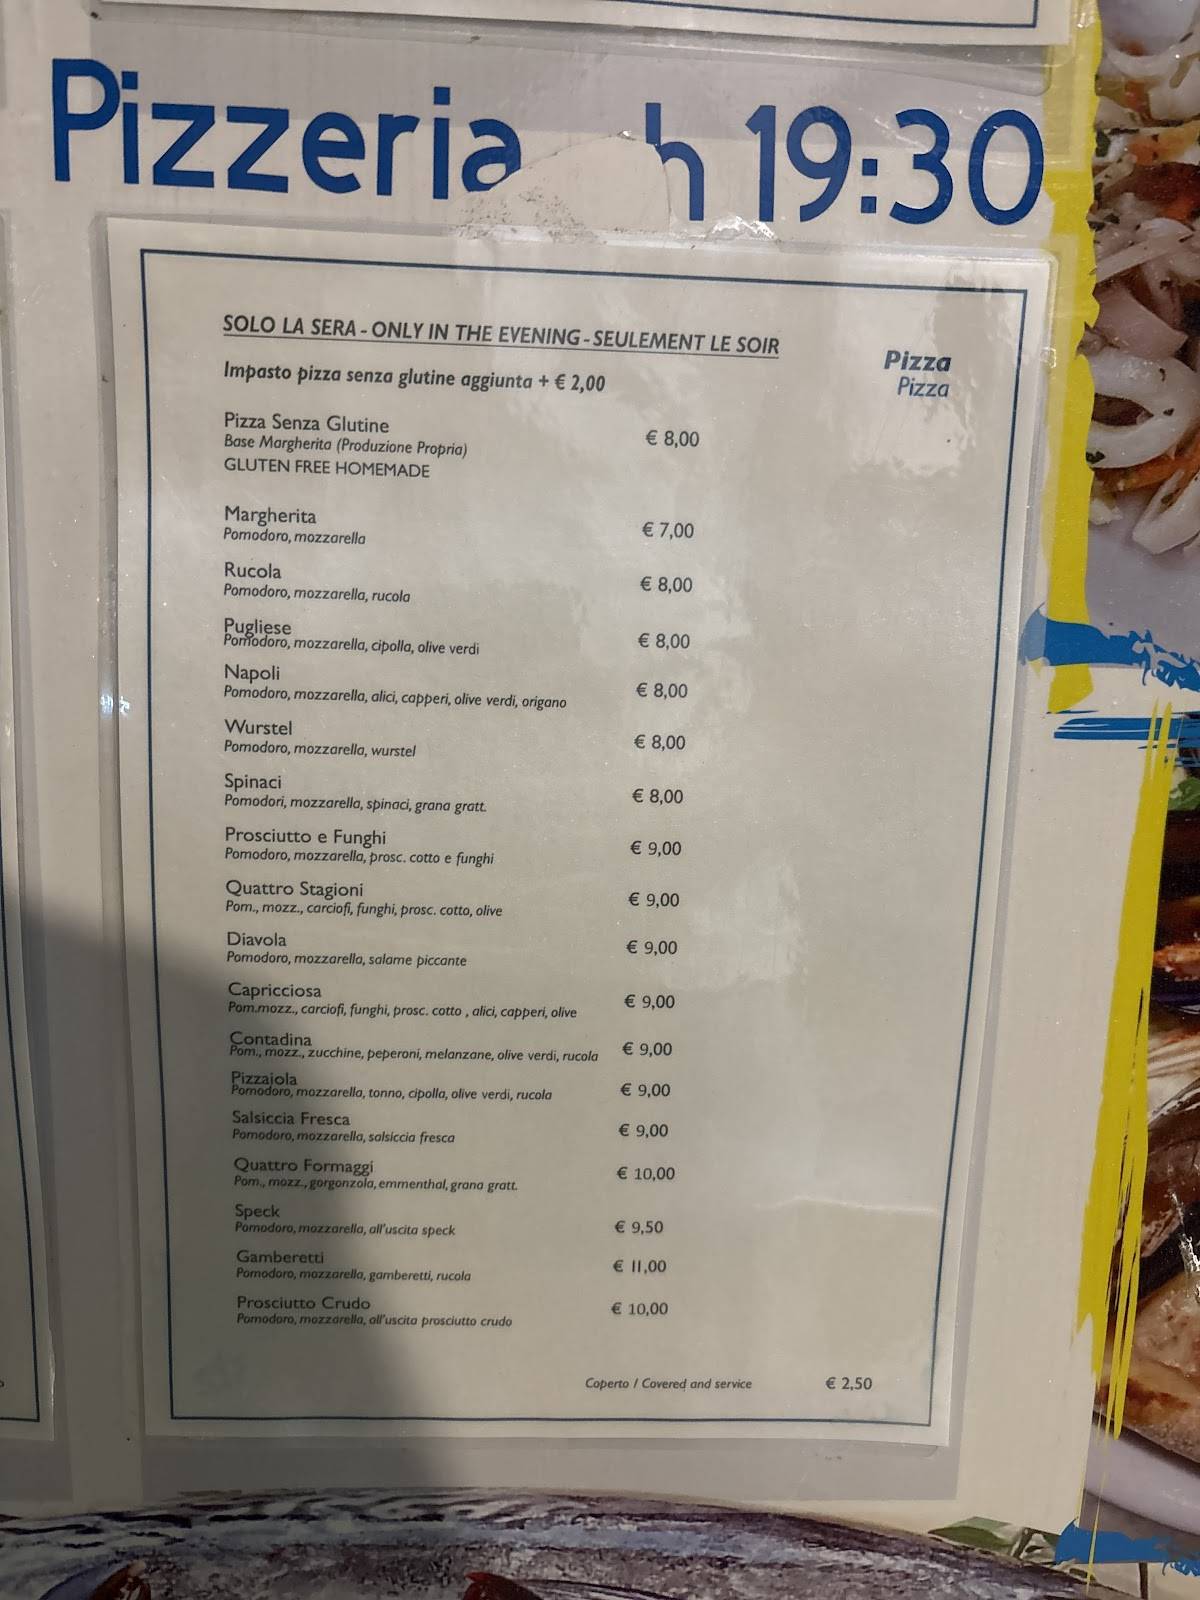 Pizzeria h 19:30
SOLO LA SERA - ONLY IN THE EVENING - SEULEMENT LE SOIR
Pizza
Pizza
Impasto pizza senza glutine aggiunta + € 2,00
Pizza Senza Glutine € 8,00
Base Margherita (Produzione Propria)
GLUTEN FREE HOMEMADE
Margherita € 7,00
Pomodoro, mozzarella
Rucola € 8,00
Pomodoro, mozzarella, rucola
Pugliese € 8,00
Pomodoro, mozzarella, cipolla, olive verdi
Napoli € 8,00
Pomodoro, mozzarella, alici, capperi, olive verdi, origano
Wurstel € 8,00
Pomodoro, mozzarella, wurstel
Spinaci € 8,00
Pomodori, mozzarella, spinaci, grana gratt.
Prosciutto e Funghi € 9,00
Pomodoro, mozzarella, prosc. cotto e funghi
Quattro Stagioni € 9,00
Pom., mozz., carciofi, funghi, prosc. cotto, olive
Diavola € 9,00
Pomodoro, mozzarella, salame piccante
Capricciosa € 9,00
Pom.mozz., carciofi, funghi, prosc. cotto , alici, capperi, olive
Contadina € 9,00
Pom., mozz., zucchine, peperoni, melanzane, olive verdi, rucola
Pizzaiola € 9,00
Pomodoro, mozzarella, tonno, cipolla, olive verdi, rucola
Salsiccia Fresca € 9,00
Pomodoro, mozzarella, salsiccia fresca
Quattro Formaggi € 10,00
Pom., mozz., gorgonzola, emmenthal, grana gratt.
Speck € 9,50
Pomodoro, mozzarella, all'uscita speck
Gamberetti € 11,00
Pomodoro, mozzarella, gamberetti, rucola
Prosciutto Crudo € 10,00
Pomodoro, mozzarella, all'uscita prosciutto crudo
Coperto / Covered and service € 2,50